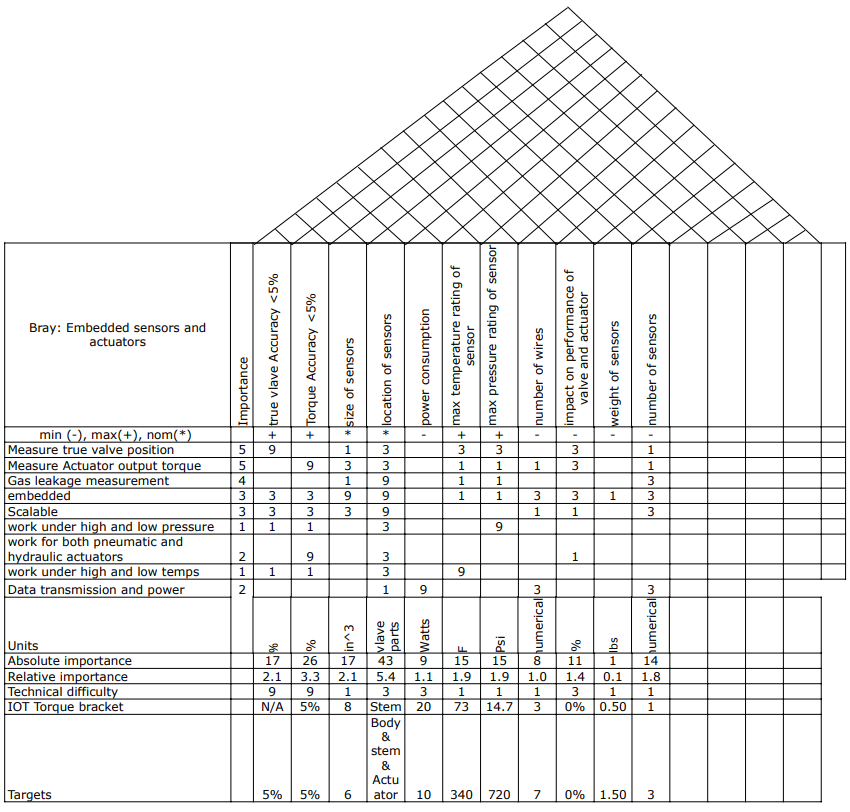 Bray: Embedded sensors and
actuators
Importance
true vlave Accuracy <5%
Torque Accuracy <5%
size of sensors
location of sensors
power consumption
max temperature rating of
sensor
max pressure rating of sensor
number of wires
impact on performance of
valve and actuator
weight of sensors
number of sensors
min (-), max(+), nom(*) + + * * - + + - - - -
Measure true valve position 5 9 1 3 3 3 3 1
Measure Actuator output torque 5 9 3 3 1 1 1 3 1
Gas leakage measurement 4 1 9 1 1 3
embedded 3 3 3 9 9 1 1 3 3 1 3
Scalable 3 3 3 3 9 1 1 3
work under high and low pressure 1 1 1 3 9
work for both pneumatic and
hydraulic actuators 2 9 3 1
work under high and low temps 1 1 1 3 9
Data transmission and power 2 1 9 3 3
Units
%
%
in^3
vlave
parts
Watts
F
Psi
numerical
%
lbs
numerical
Absolute importance 17 26 17 43 9 15 15 8 11 1 14
Relative importance 2.1 3.3 2.1 5.4 1.1 1.9 1.9 1.0 1.4 0.1 1.8
Technical difficulty 9 9 1 3 3 1 1 1 3 1 1
IOT Torque bracket N/A 5% 8 Stem 20 73 14.7 3 0% 0.50 1
Body
&
stem
&
Actu
Targets 5% 5% 6 ator 10 340 720 7 0% 1.50 3